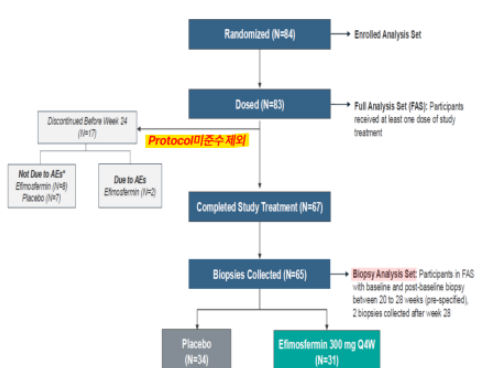 Randomized (N=84)
Enrolled Analysis Set
Dosed (N=83)
Full Analysis Set (FAS): Participants
received at least one dose of study
treatment
Discontinued Before Week 24
(N=17)
Protocol미준수 제외
Not Due to AEs*
Efimosfermin (N=8)
Placebo (N=7)
Due to AEs
Efimosfermin (N=2)
Completed Study Treatment (N=67)
Biopsies Collected (N=65)
Biopsy Analysis Set: Participants in FAS
with baseline and post-baseline biopsy
between 20 to 28 weeks (pre-specified),
2 biopsies collected after week 28
Placebo
(N=34)
Efimosfermin 300 mg Q4W
(N=31)